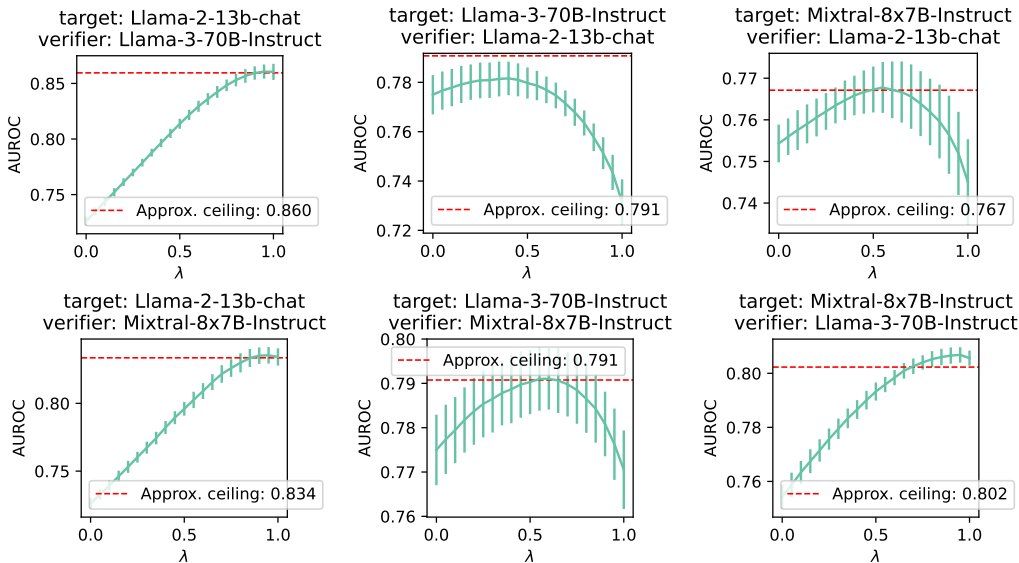 target: Llama-2-13b-chat
verifier: Llama-3-70B-Instruct
AUROC
0.85
0.80
0.75
Approx. ceiling: 0.860
0.0
0.5
1.0
λ
target: Llama-3-70B-Instruct
verifier: Llama-2-13b-chat
AUROC
0.78
0.76
0.74
0.72
Approx. ceiling: 0.791
0.0
0.5
1.0
λ
target: Mixtral-8x7B-Instruct
verifier: Llama-2-13b-chat
AUROC
0.77
0.76
0.75
0.74
Approx. ceiling: 0.767
0.0
0.5
1.0
λ
target: Llama-2-13b-chat
verifier: Mixtral-8x7B-Instruct
AUROC
0.80
0.75
Approx. ceiling: 0.834
0.0
0.5
1.0
λ
target: Llama-3-70B-Instruct
verifier: Mixtral-8x7B-Instruct
AUROC
0.80
0.79
0.78
0.77
0.76
Approx. ceiling: 0.791
0.0
0.5
1.0
λ
target: Mixtral-8x7B-Instruct
verifier: Llama-3-70B-Instruct
AUROC
0.80
0.78
0.76
Approx. ceiling: 0.802
0.0
0.5
1.0
λ